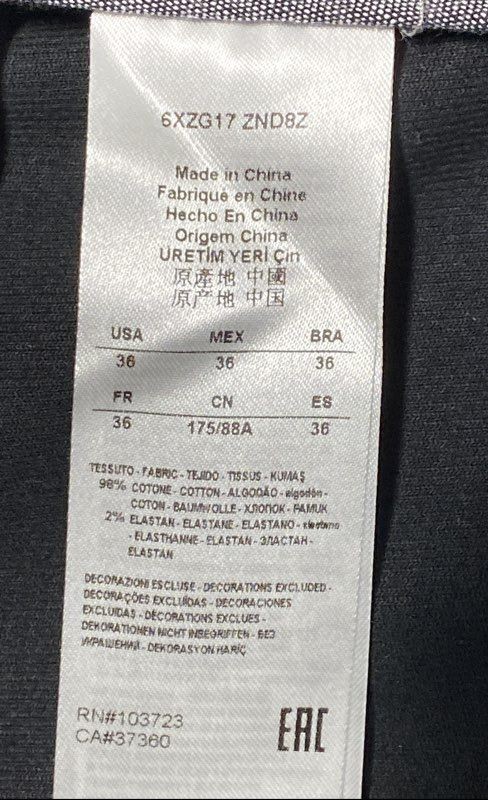 6XZG17 ZND8Z
Made in China
Fabriqué en Chine
Hecho En China
Origem China
ÜRETİM YERİ Çin
原產地 中國
原产地 中国
USA MEX BRA
36 36 36
FR CN ES
36 175/88A 36
TESSUTO - FABRIC - TEJIDO - TISSUS - KUMAŞ
98% COTONE - COTTON - ALGODÃO - algodón -
COTON - BAUMWOLLE - ХЛОПОК - PAMUK
2% ELASTAN - ELASTANE - ELASTANO - elastano
- ELASTHANNE - ELASTAN - ЭЛАСТАН -
ELASTAN
DECORAZIONI ESCLUSE - DECORATIONS EXCLUDED -
DECORAÇÕES EXCLUÍDAS - DECORACIONES
EXCLUIDAS - DÉCORATIONS EXCLUES -
DEKORATIONEN NICHT INBEGRIFFEN - БЕЗ
УКРАШЕНИЙ - DEKORASYON HARİÇ
RN#103723
CA#37360
EAC